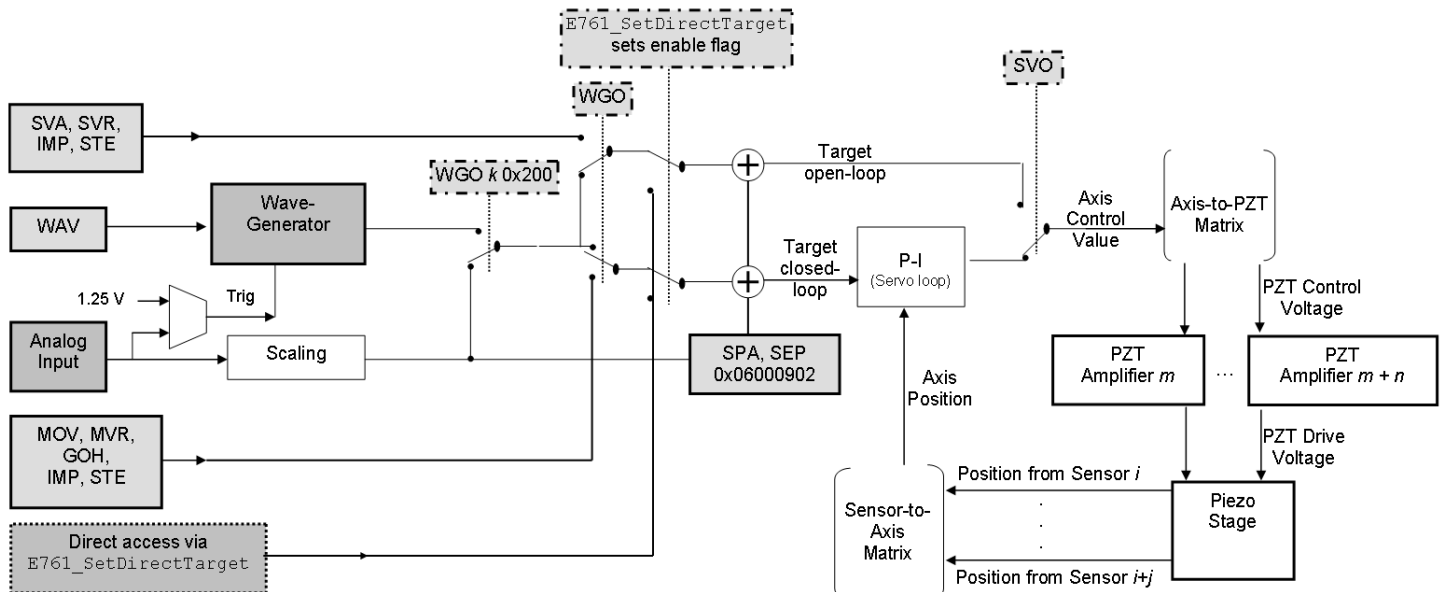 E761_SetDirectTarget
sets enable flag
SVO
WGO
SVA, SVR,
IMP, STE
WGO k 0x200
Target
open-loop
Wave-
Generator
WAV
Axis
Control
Value
Axis-to-PZT
Matrix
Target
closed-
loop
P-I
(Servo loop)
1.25 V
Trig
PZT Control
Voltage
Analog
Input
Scaling
SPA, SEP
0x06000902
PZT
Amplifier m
...
PZT
Amplifier m + n
Axis
Position
MOV, MVR,
GOH,
IMP, STE
PZT Drive
Voltage
Position from Sensor i
Sensor-to-
Axis
Matrix
Piezo
Stage
.
.
.
Position from Sensor i+j
Direct access via
E761_SetDirectTarget